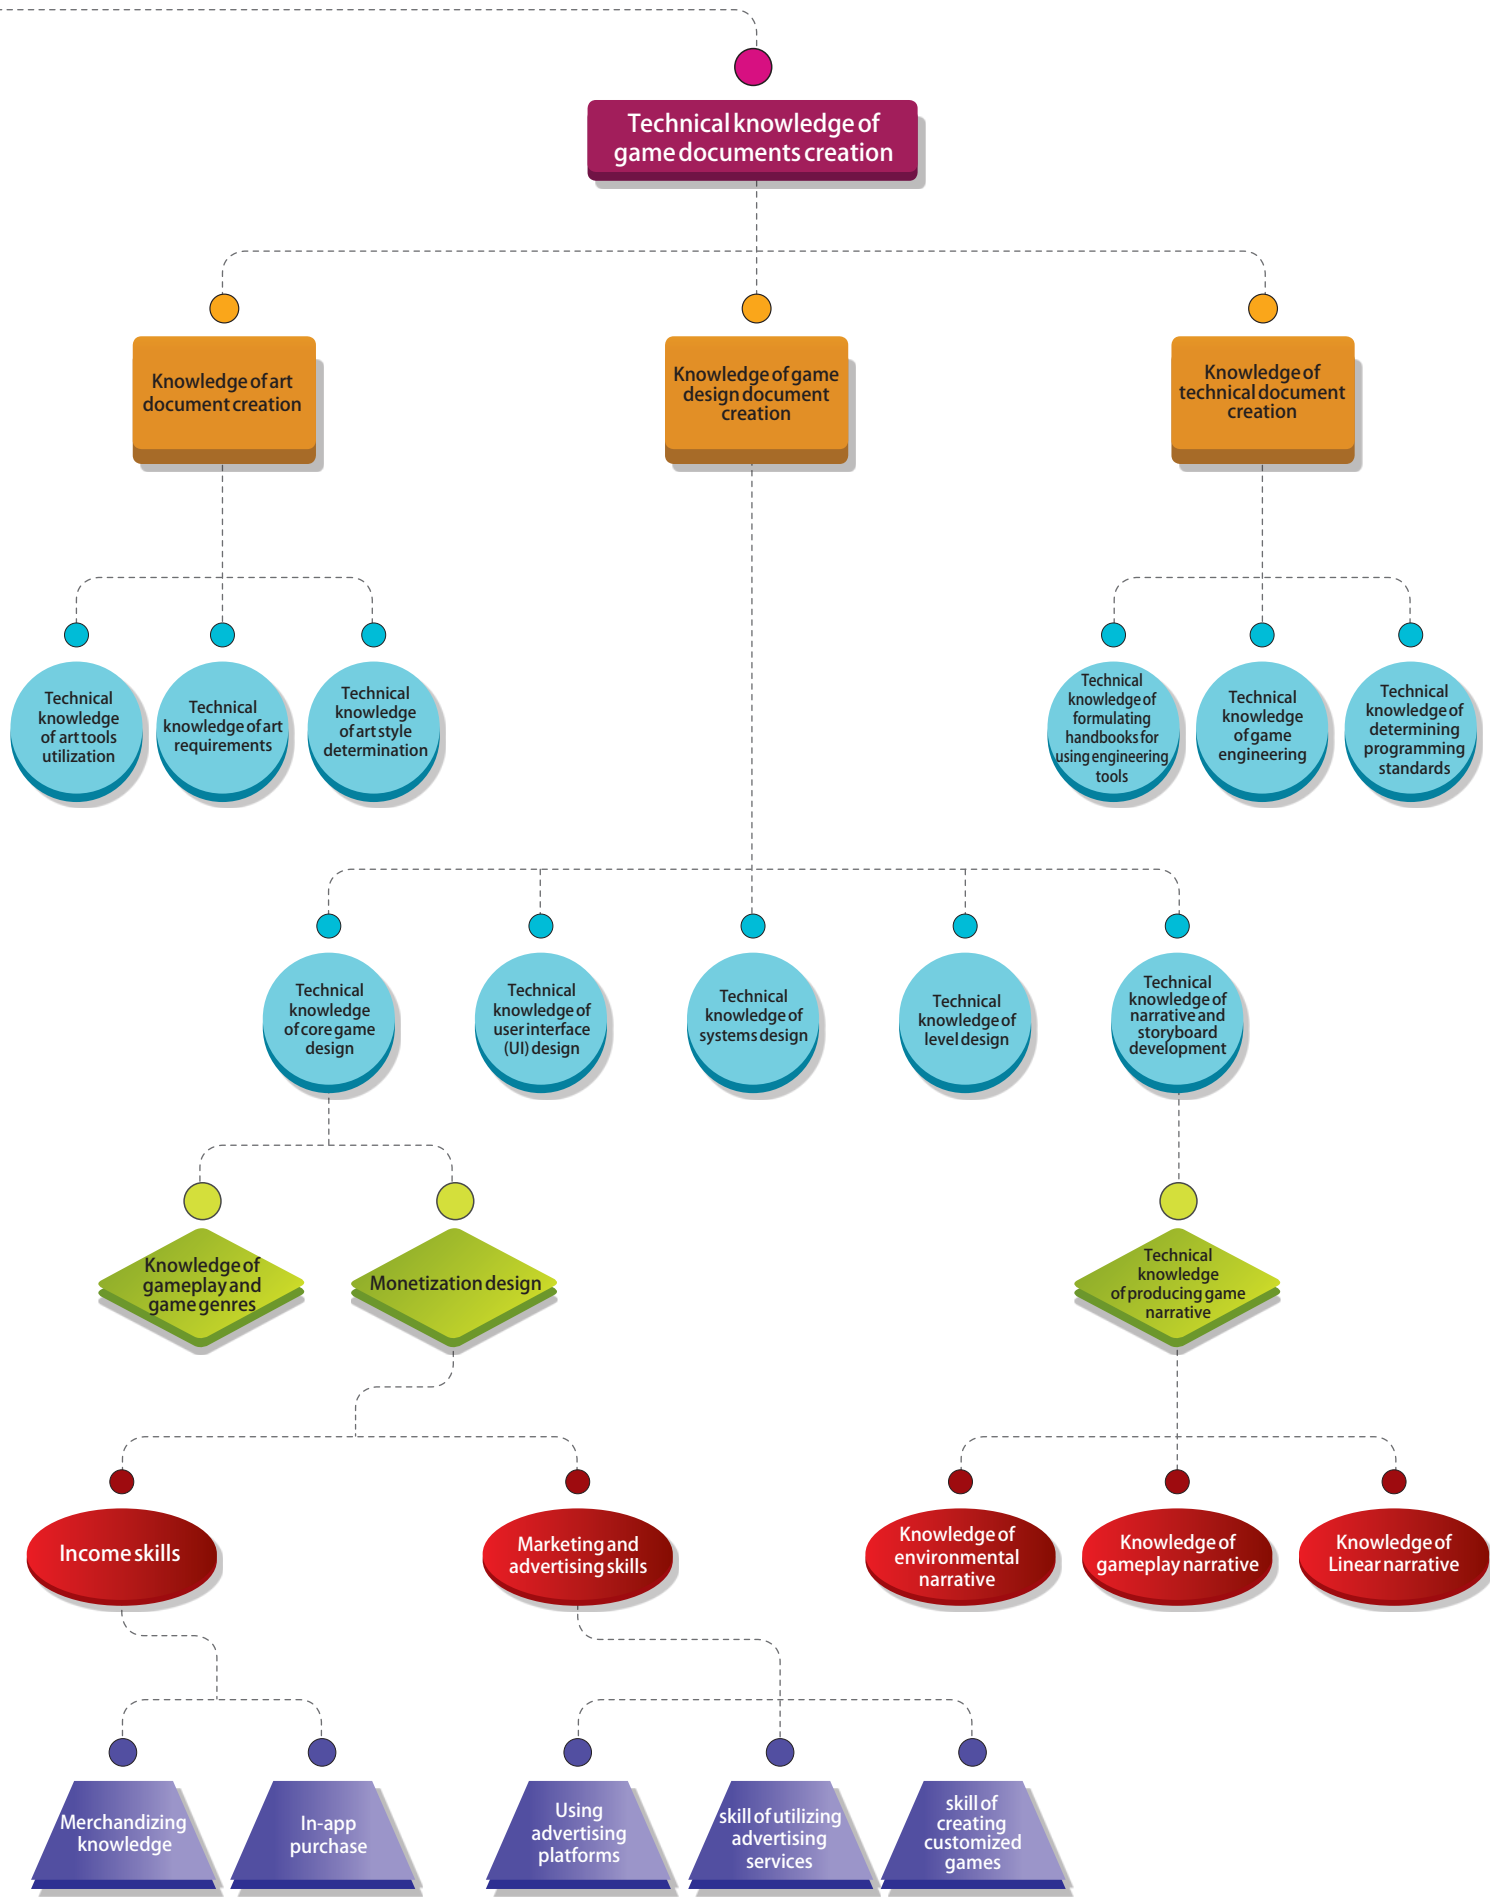 Technical knowledge of
game documents creation
Knowledge of art
document creation
Knowledge of game
design document
creation
Knowledge of
technical document
creation
Technical
knowledge
of art tools
utilization
Technical
knowledge of art
requirements
Technical
knowledge
of art style
determination
Technical
knowledge of
formulating
handbooks for
using engineering
tools
Technical
knowledge
of game
engineering
Technical
knowledge of
determining
programming
standards
Technical
knowledge
of core game
design
Technical
knowledge of
user interface
(UI) design
Technical
knowledge of
systems design
Technical
knowledge of
level design
Technical
knowledge of
narrative and
storyboard
development
Knowledge of
gameplay and
game genres
Monetization design
Technical
knowledge
of producing game
narrative
Income skills
Marketing and
advertising skills
Knowledge of
environmental
narrative
Knowledge of
gameplay narrative
Knowledge of
Linear narrative
Merchandizing
knowledge
In-app
purchase
Using
advertising
platforms
skill of utilizing
advertising
services
skill of
creating
customized
games